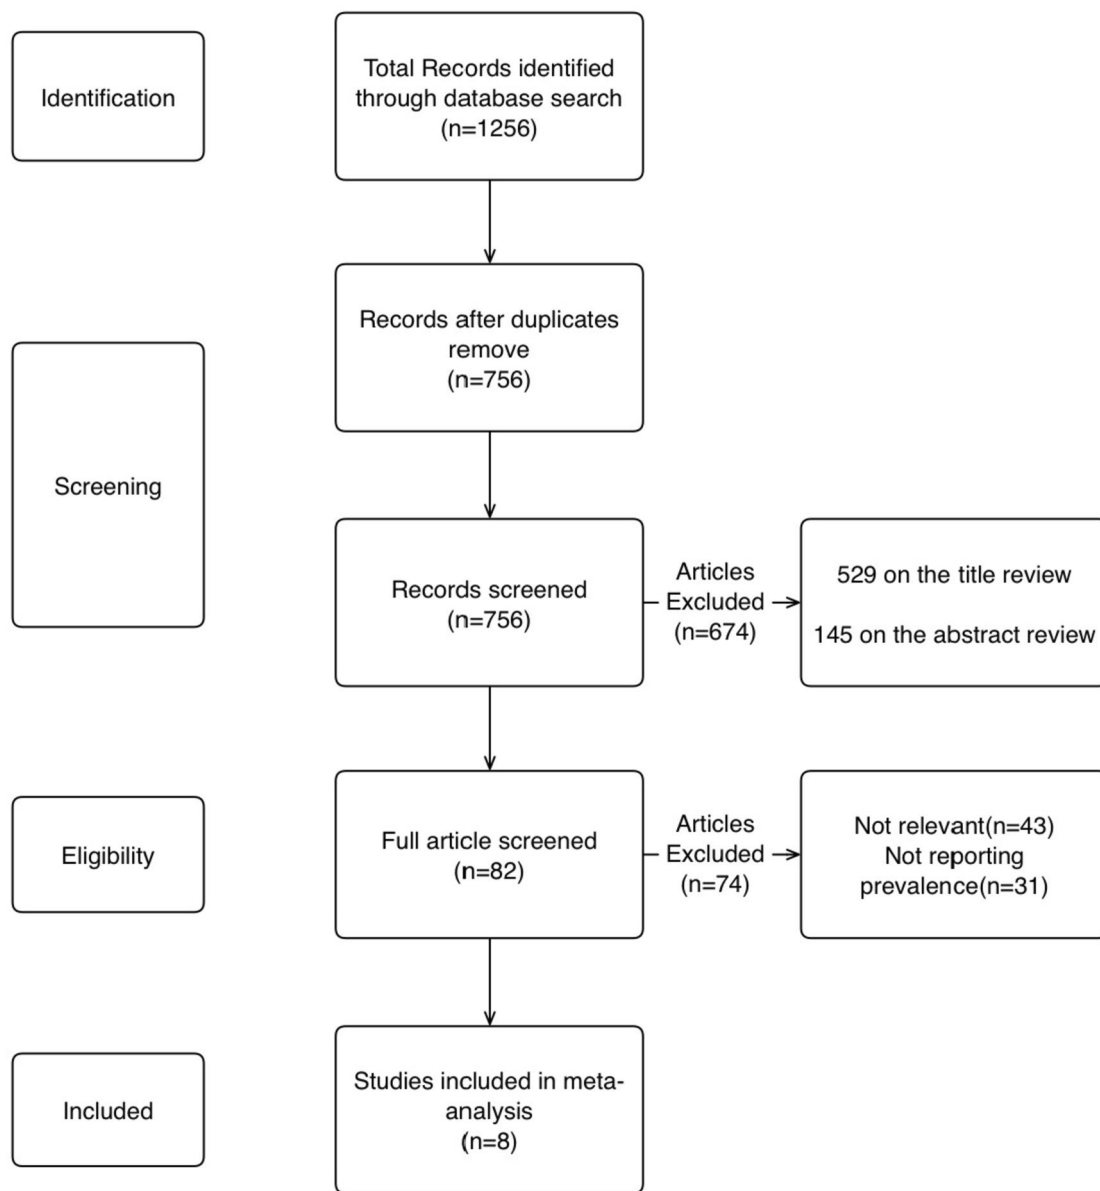 Identification
Total Records identified
through database search
(n=1256)
Records after duplicates
remove
(n=756)
Screening
Records screened
(n=756)
Articles
Excluded
(n=674)
529 on the title review
145 on the abstract review
Eligibility
Full article screened
(n=82)
Articles
Excluded
(n=74)
Not relevant(n=43)
Not reporting
prevalence(n=31)
Included
Studies included in meta-
analysis
(n=8)